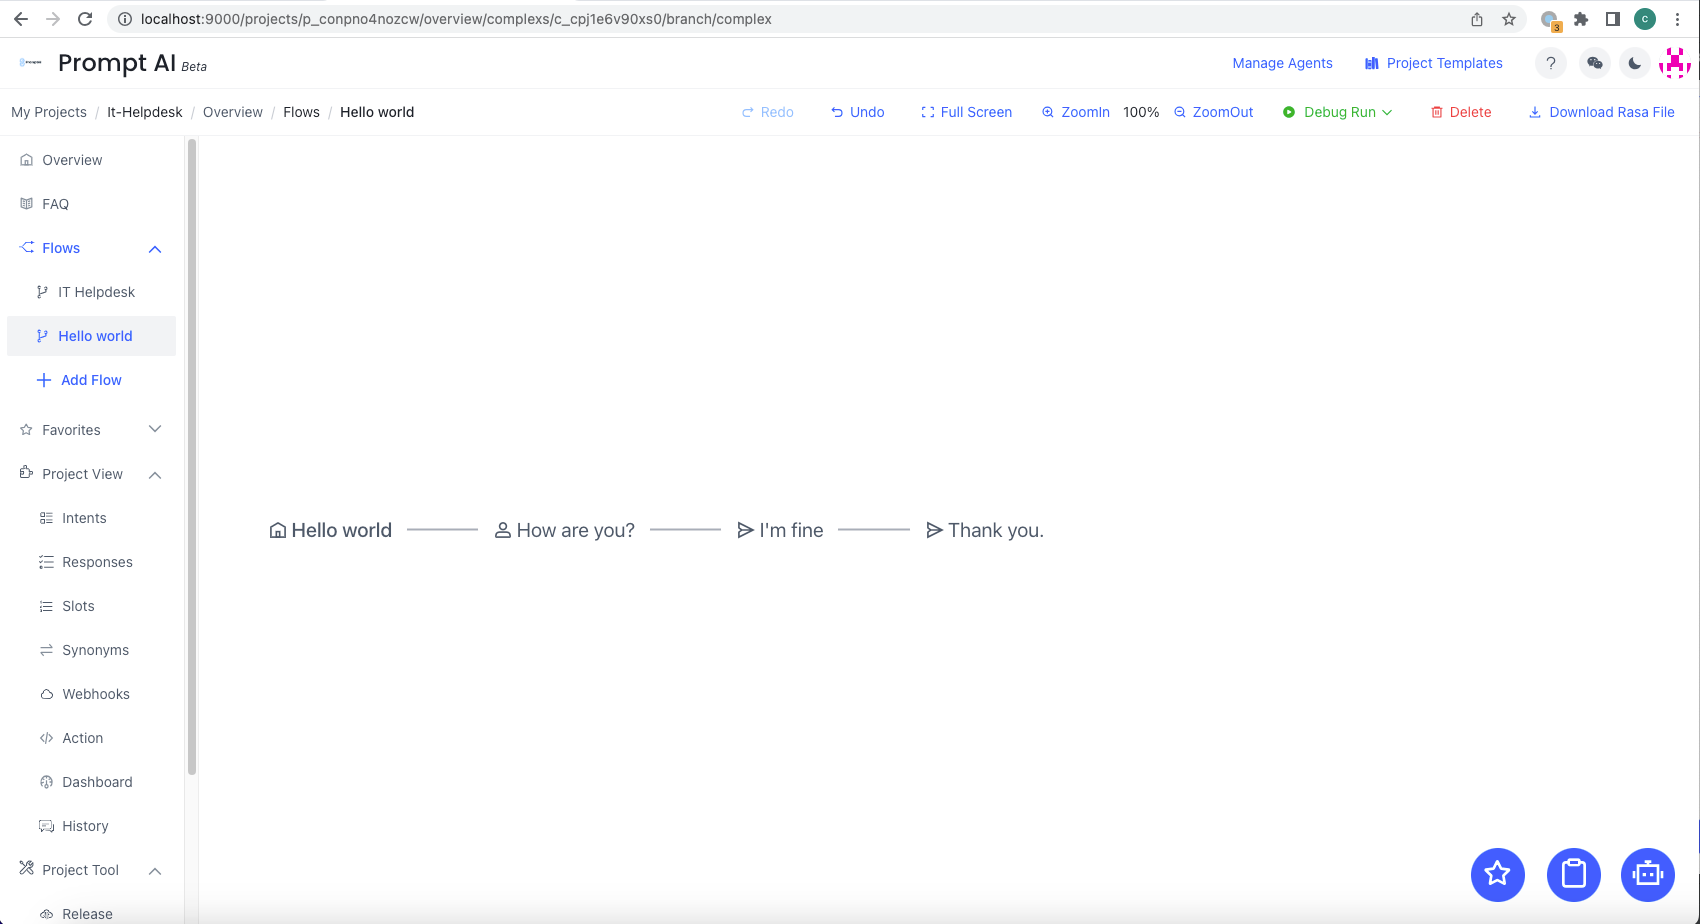 localhost:9000/projects/p_conpno4nozcw/overview/complexs/c_cpj1e6v90xs0/branch/complex
3
C
Prompt AI Beta
Manage Agents
Project Templates
?
My Projects / It-Helpdesk / Overview / Flows / Hello world
Redo
Undo
Full Screen
ZoomIn
100%
ZoomOut
Debug Run
Delete
Download Rasa File
Overview
FAQ
Flows
IT Helpdesk
Hello world
Add Flow
Favorites
Project View
Intents
Responses
Slots
Synonyms
Webhooks
Action
Dashboard
History
Project Tool
Release
Hello world
How are you?
I'm fine
Thank you.